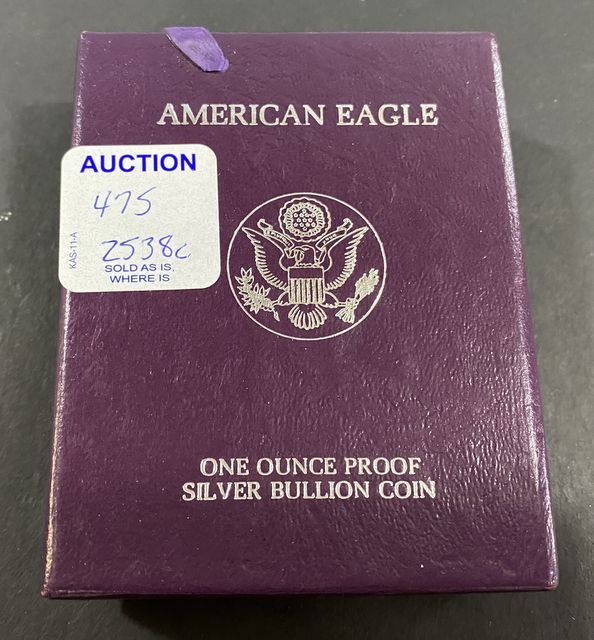 AMERICAN EAGLE
AUCTION
475
2538c
KAS-11-A
SOLD AS IS,
WHERE IS
ONE OUNCE PROOF
SILVER BULLION COIN